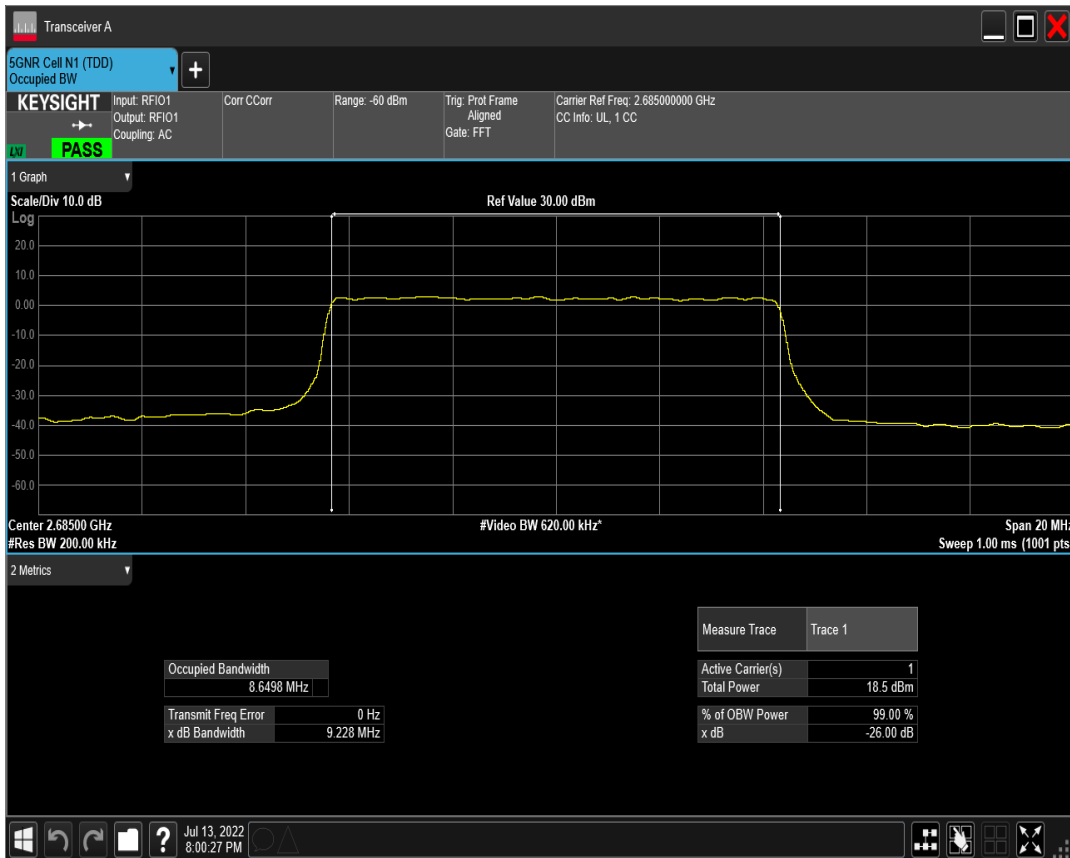 Transceiver A
5GNR Cell N1 (TDD)
Occupied BW
+
KEYSIGHT
LXI
PASS
Input: RFIO1
Output: RFIO1
Coupling: AC
Corr CCorr
Range: -60 dBm
Trig: Prot Frame
Aligned
Gate: FFT
Carrier Ref Freq: 2.685000000 GHz
CC Info: UL, 1 CC
1 Graph
Scale/Div 10.0 dB
Ref Value 30.00 dBm
Log
20.0
10.0
0.00
-10.0
-20.0
-30.0
-40.0
-50.0
-60.0
Center 2.68500 GHz
#Video BW 620.00 kHz*
Span 20 MHz
#Res BW 200.00 kHz
Sweep 1.00 ms (1001 pts
2 Metrics
Measure Trace Trace 1
Occupied Bandwidth
8.6498 MHz
Active Carrier(s) 1
Total Power 18.5 dBm
Transmit Freq Error 0 Hz
x dB Bandwidth 9.228 MHz
% of OBW Power 99.00 %
x dB -26.00 dB
?
Jul 13, 2022
8:00:27 PM